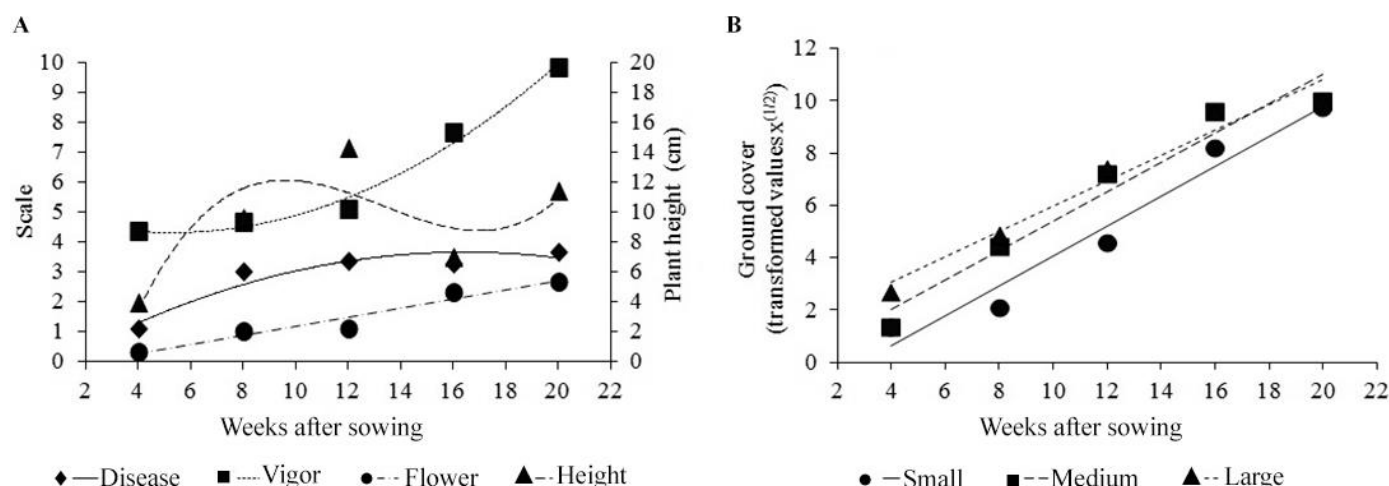 A
Scale
10
9
8
7
6
5
4
3
2
1
0
20
18
16
14
12
10
8
6
4
2
0
Plant height (cm)
2 4 6 8 10 12 14 16 18 20 22
Weeks after sowing
Disease Vigor Flower Height
B
Ground cover
(transformed values x(1/2))
12
10
8
6
4
2
0
2 4 6 8 10 12 14 16 18 20 22
Weeks after sowing
Small Medium Large